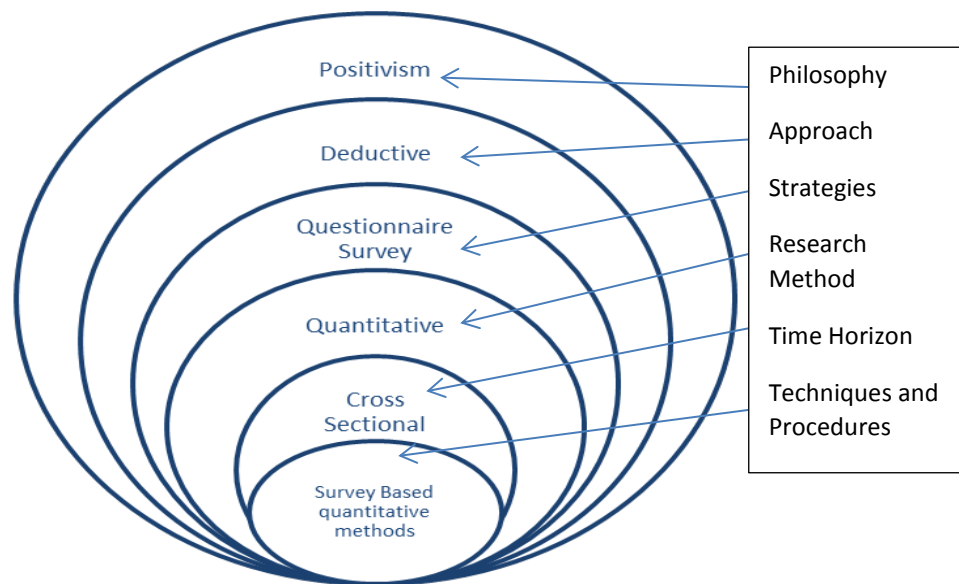 Positivism
Deductive
Questionnaire
Survey
Quantitative
Cross
Sectional
Survey Based
quantitative
methods
Philosophy
Approach
Strategies
Research
Method
Time Horizon
Techniques and
Procedures